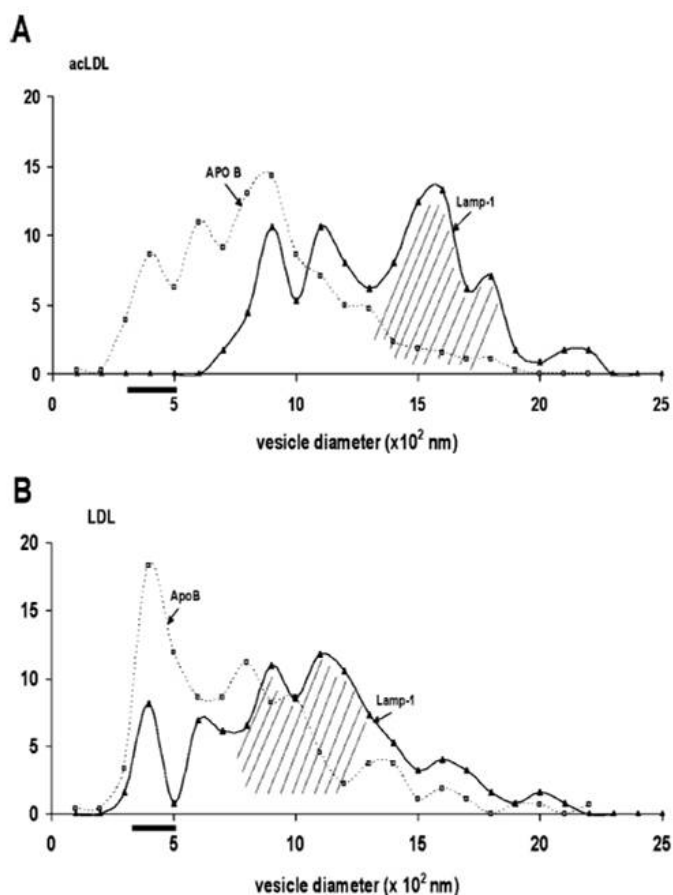 A
acLDL
20
APO B
15
Lamp-1
10
5
0
0 5 10 15 20 25
vesicle diameter (x10² nm)
B
LDL
20
ApoB
15
10
Lamp-1
5
0
0 5 10 15 20 25
vesicle diameter (x 10² nm)